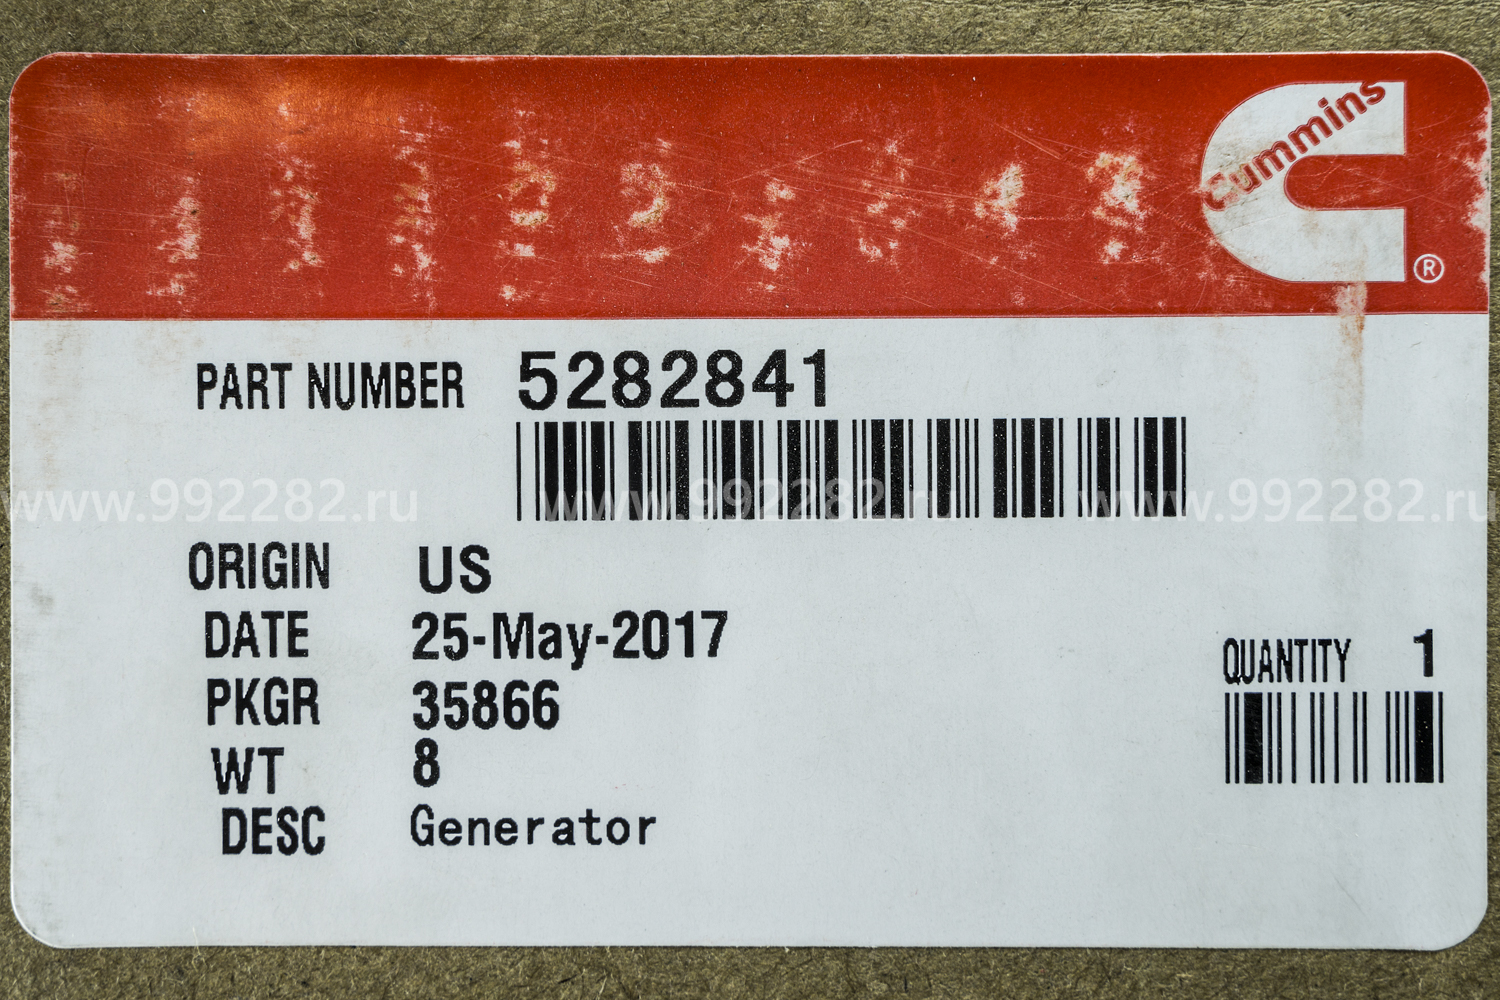 Cummins
®
PART NUMBER 5282841
www.992282.ru www.992282.ru www.992282.ru
ORIGIN US
DATE 25-May-2017
QUANTITY 1
PKGR 35866
WT 8
DESC Generator